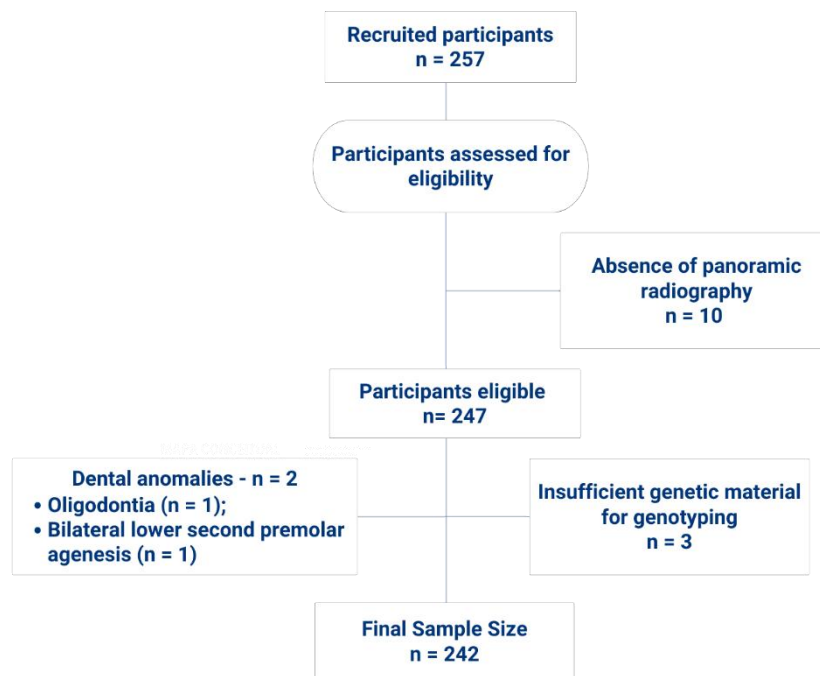 Recruited participants
n = 257
Participants assessed for
eligibility
Absence of panoramic
radiography
n = 10
Participants eligible
n= 247
Dental anomalies - n = 2
• Oligodontia (n = 1);
• Bilateral lower second premolar
agenesis (n = 1)
Insufficient genetic material
for genotyping
n = 3
Final Sample Size
n = 242